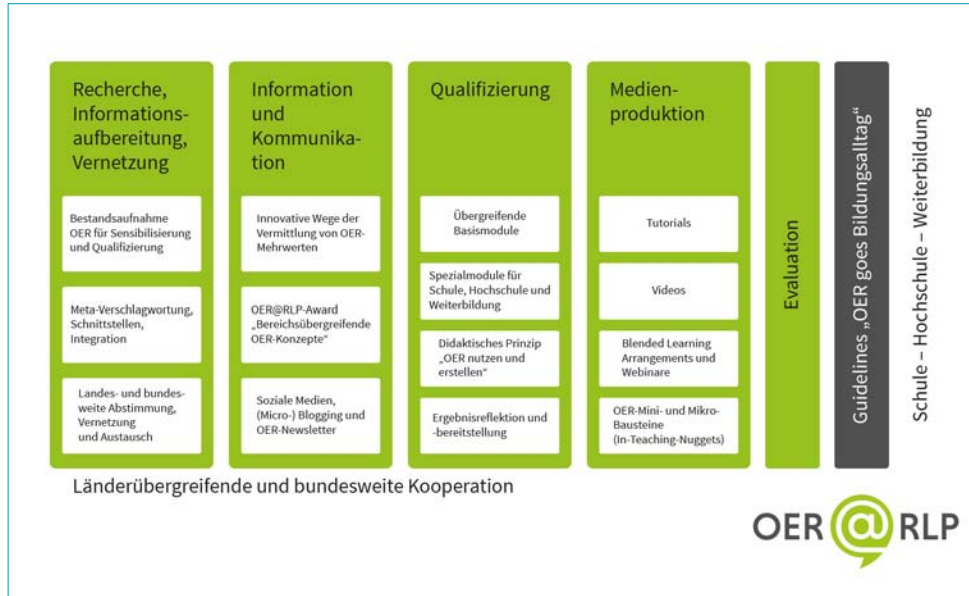 Recherche,
Informations-
aufbereitung,
Vernetzung
Bestandsaufnahme
OER für Sensibilisierung
und Qualifizierung
Meta-Verschlagwortung,
Schnittstellen,
Integration
Landes- und bundes-
weite Abstimmung,
Vernetzung
und Austausch
Information
und
Kommunika-
tion
Innovative Wege der
Vermittlung von OER-
Mehrwerten
OER@RLP-Award
„Bereichsübergreifende
OER-Konzepte“
Soziale Medien,
(Micro-) Blogging und
OER-Newsletter
Qualifizierung
Übergreifende
Basismodule
Spezialmodule für
Schule, Hochschule und
Weiterbildung
Didaktisches Prinzip
„OER nutzen und
erstellen“
Ergebnisreflektion und
-bereitstellung
Medien-
produktion
Tutorials
Videos
Blended Learning
Arrangements und
Webinare
OER-Mini- und Mikro-
Bausteine
(In-Teaching-Nuggets)
Evaluation
Guidelines „OER goes Bildungsalltag“
Schule – Hochschule – Weiterbildung
Länderübergreifende und bundesweite Kooperation
OER@RLP